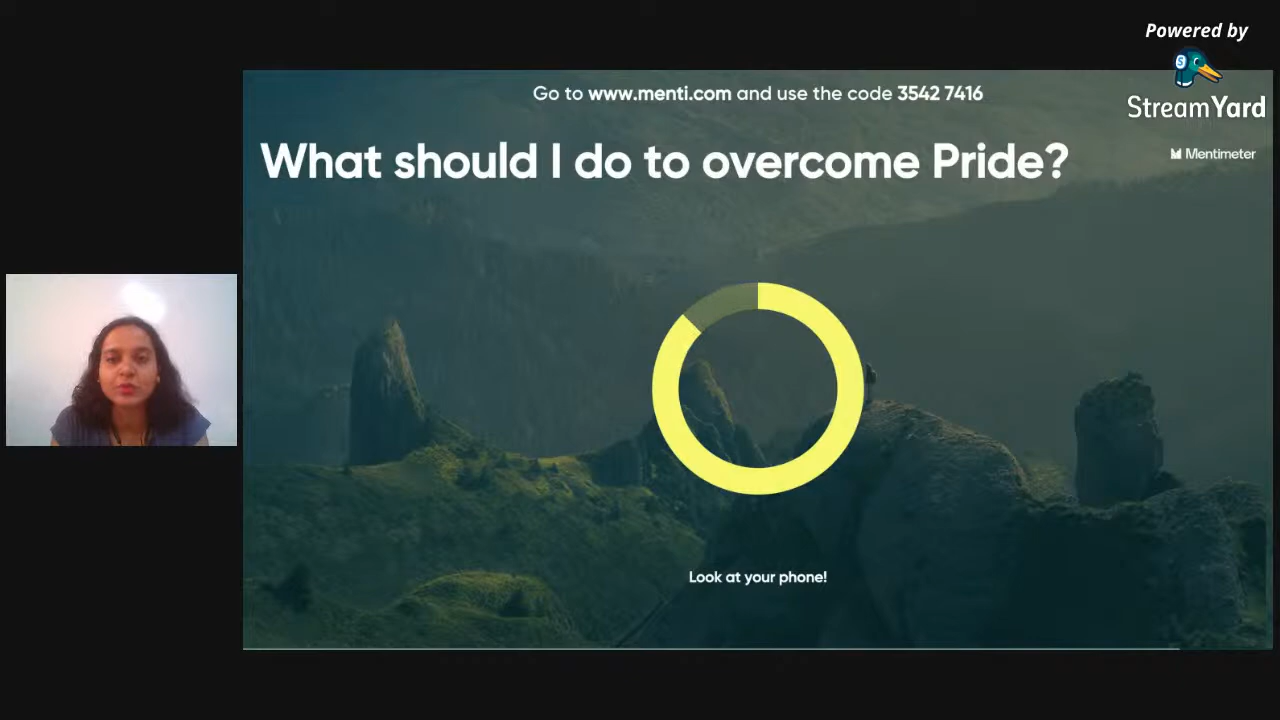 Powered by
StreamYard
Go to www.menti.com and use the code 3542 7416
What should I do to overcome Pride?
Mentimeter
Look at your phone!